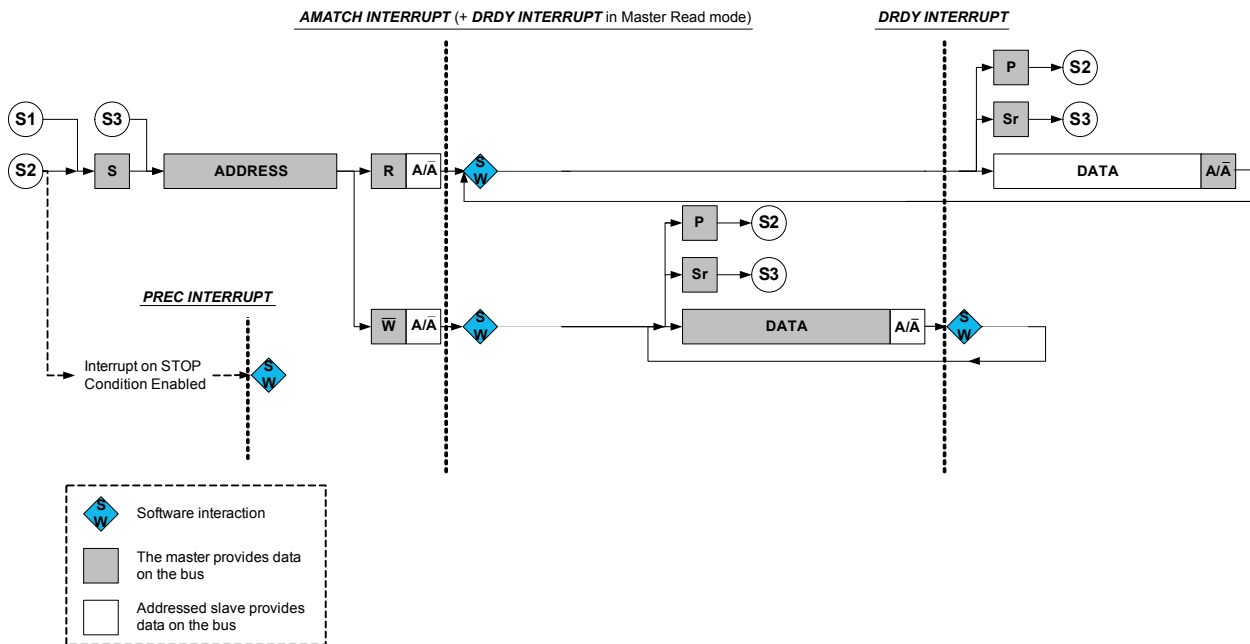 AMATCH INTERRUPT (+ DRDY INTERRUPT in Master Read mode)
DRDY INTERRUPT
P
S2
S1
S3
Sr
S3
S2
S
ADDRESS
R
A/A̅
S
W
DATA
A/A̅
P
S2
Sr
S3
PREC INTERRUPT
W̅
A/A̅
S
W
DATA
A/A̅
S
W
Interrupt on STOP
Condition Enabled
S
W
S
W
Software interaction
The master provides data
on the bus
Addressed slave provides
data on the bus